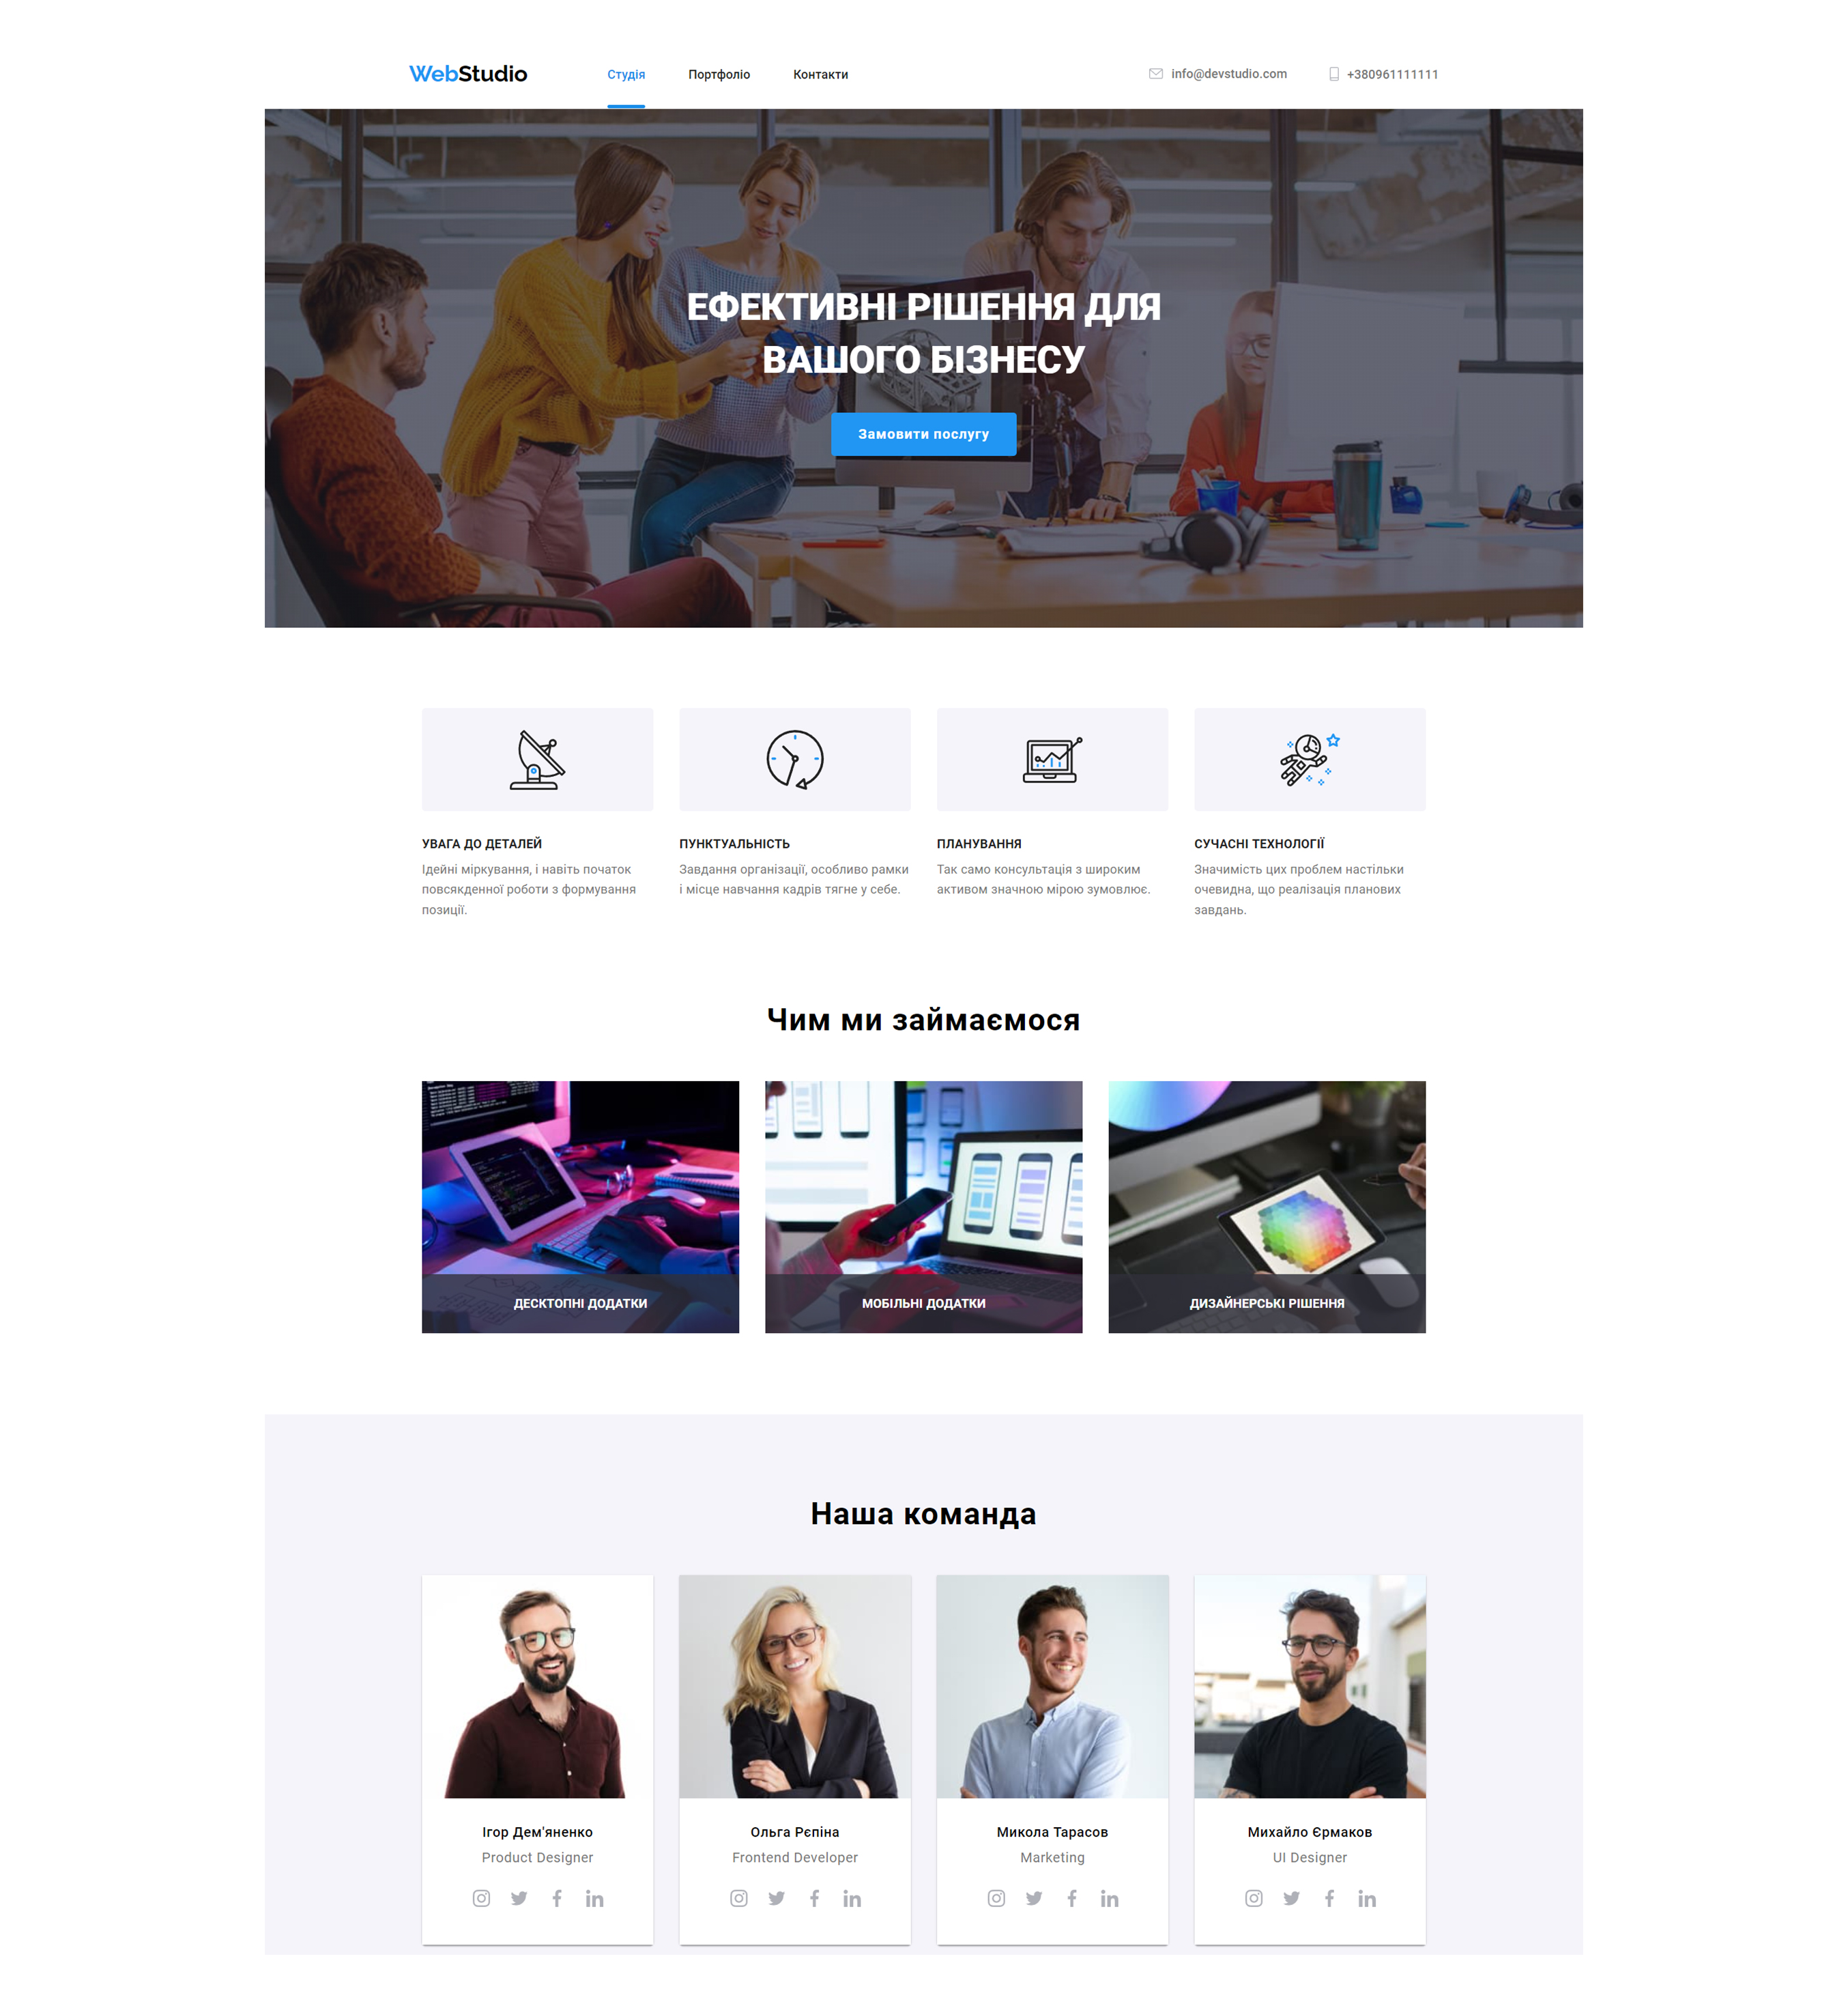 WebStudio
Студія
Портфоліо
Контакти
info@devstudio.com
+380961111111
ЕФЕКТИВНІ РІШЕННЯ ДЛЯ
ВАШОГО БІЗНЕСУ
Замовити послугу
УВАГА ДО ДЕТАЛЕЙ
Ідейні міркування, і навіть початок
повсякденної роботи з формування
позиції.
ПУНКТУАЛЬНІСТЬ
Завдання організації, особливо рамки
і місце навчання кадрів тягне у себе.
ПЛАНУВАННЯ
Так само консультація з широким
активом значною мірою зумовлює.
СУЧАСНІ ТЕХНОЛОГІЇ
Значимість цих проблем настільки
очевидна, що реалізація планових
завдань.
Чим ми займаємося
ДЕСКТОПНІ ДОДАТКИ
МОБІЛЬНІ ДОДАТКИ
ДИЗАЙНЕРСЬКІ РІШЕННЯ
Наша команда
Ігор Дем'яненко
Product Designer
Ольга Рєпіна
Frontend Developer
Микола Тарасов
Marketing
Михайло Єрмаков
UI Designer